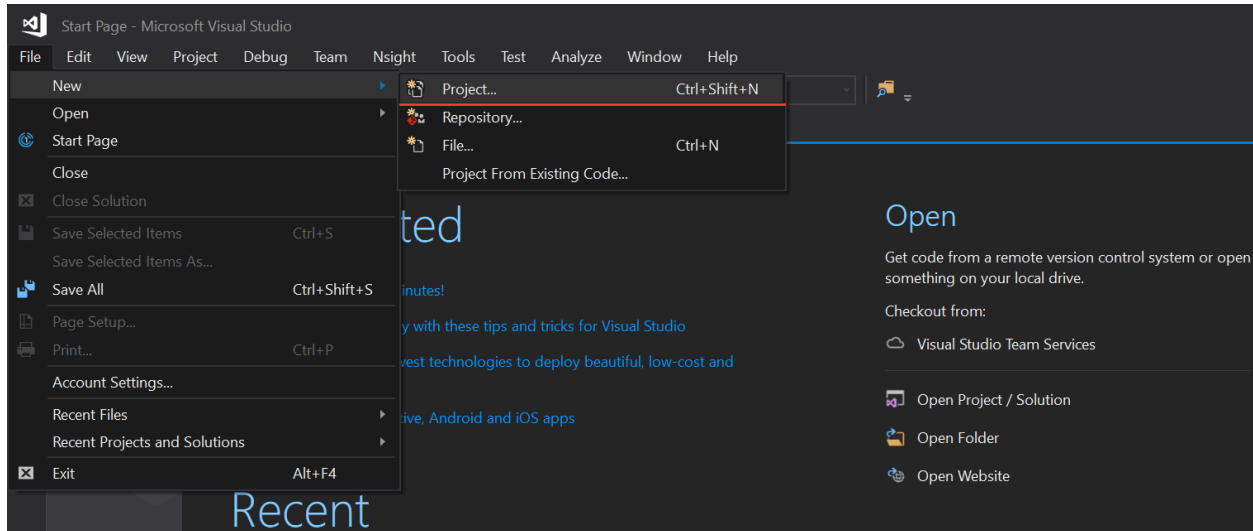 Start Page - Microsoft Visual Studio
File Edit View Project Debug Team Nsight Tools Test Analyze Window Help
New
Open
Start Page
Close
Close Solution
Save Selected Items Ctrl+S
Save Selected Items As...
Save All Ctrl+Shift+S
Page Setup...
Print... Ctrl+P
Account Settings...
Recent Files
Recent Projects and Solutions
Exit Alt+F4
Project... Ctrl+Shift+N
Repository...
File... Ctrl+N
Project From Existing Code...
ted
inutes!
y with these tips and tricks for Visual Studio
west technologies to deploy beautiful, low-cost and
ive, Android and iOS apps
Recent
Open
Get code from a remote version control system or open
something on your local drive.
Checkout from:
Visual Studio Team Services
Open Project / Solution
Open Folder
Open Website